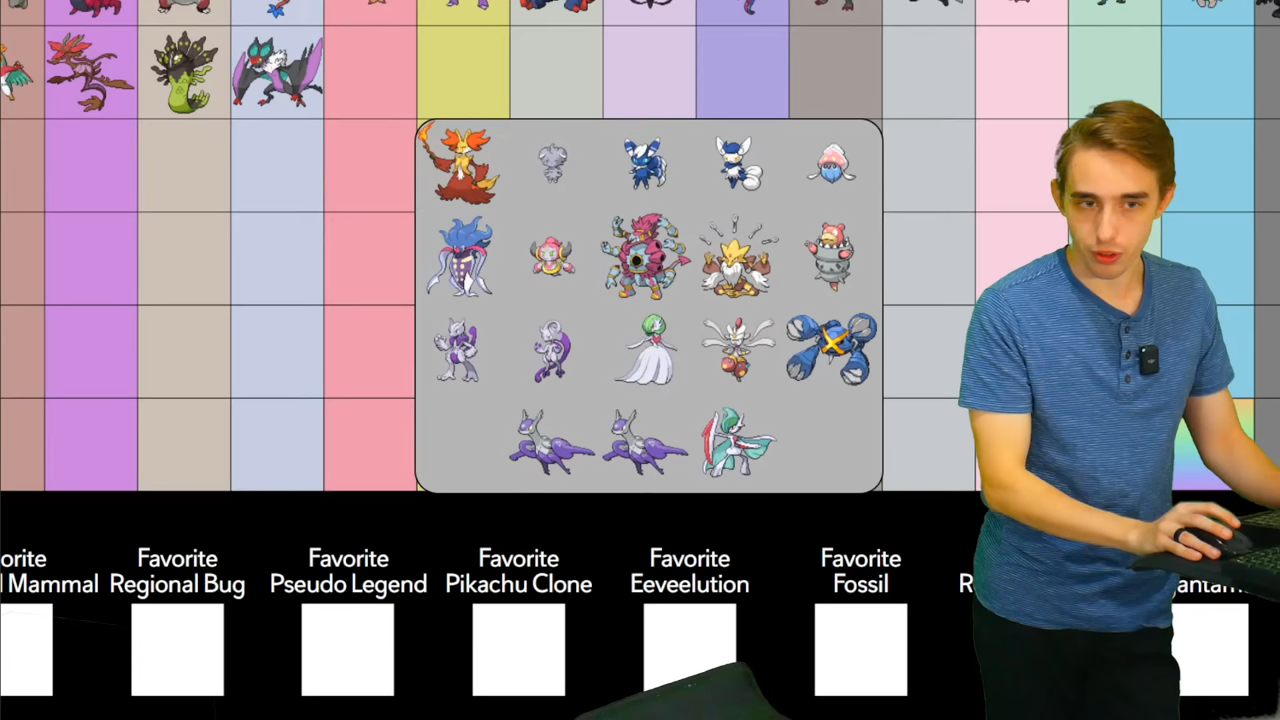 orite
Mammal
Favorite
Regional Bug
Favorite
Pseudo Legend
Favorite
Pikachu Clone
Favorite
Eeveelution
Favorite
Fossil